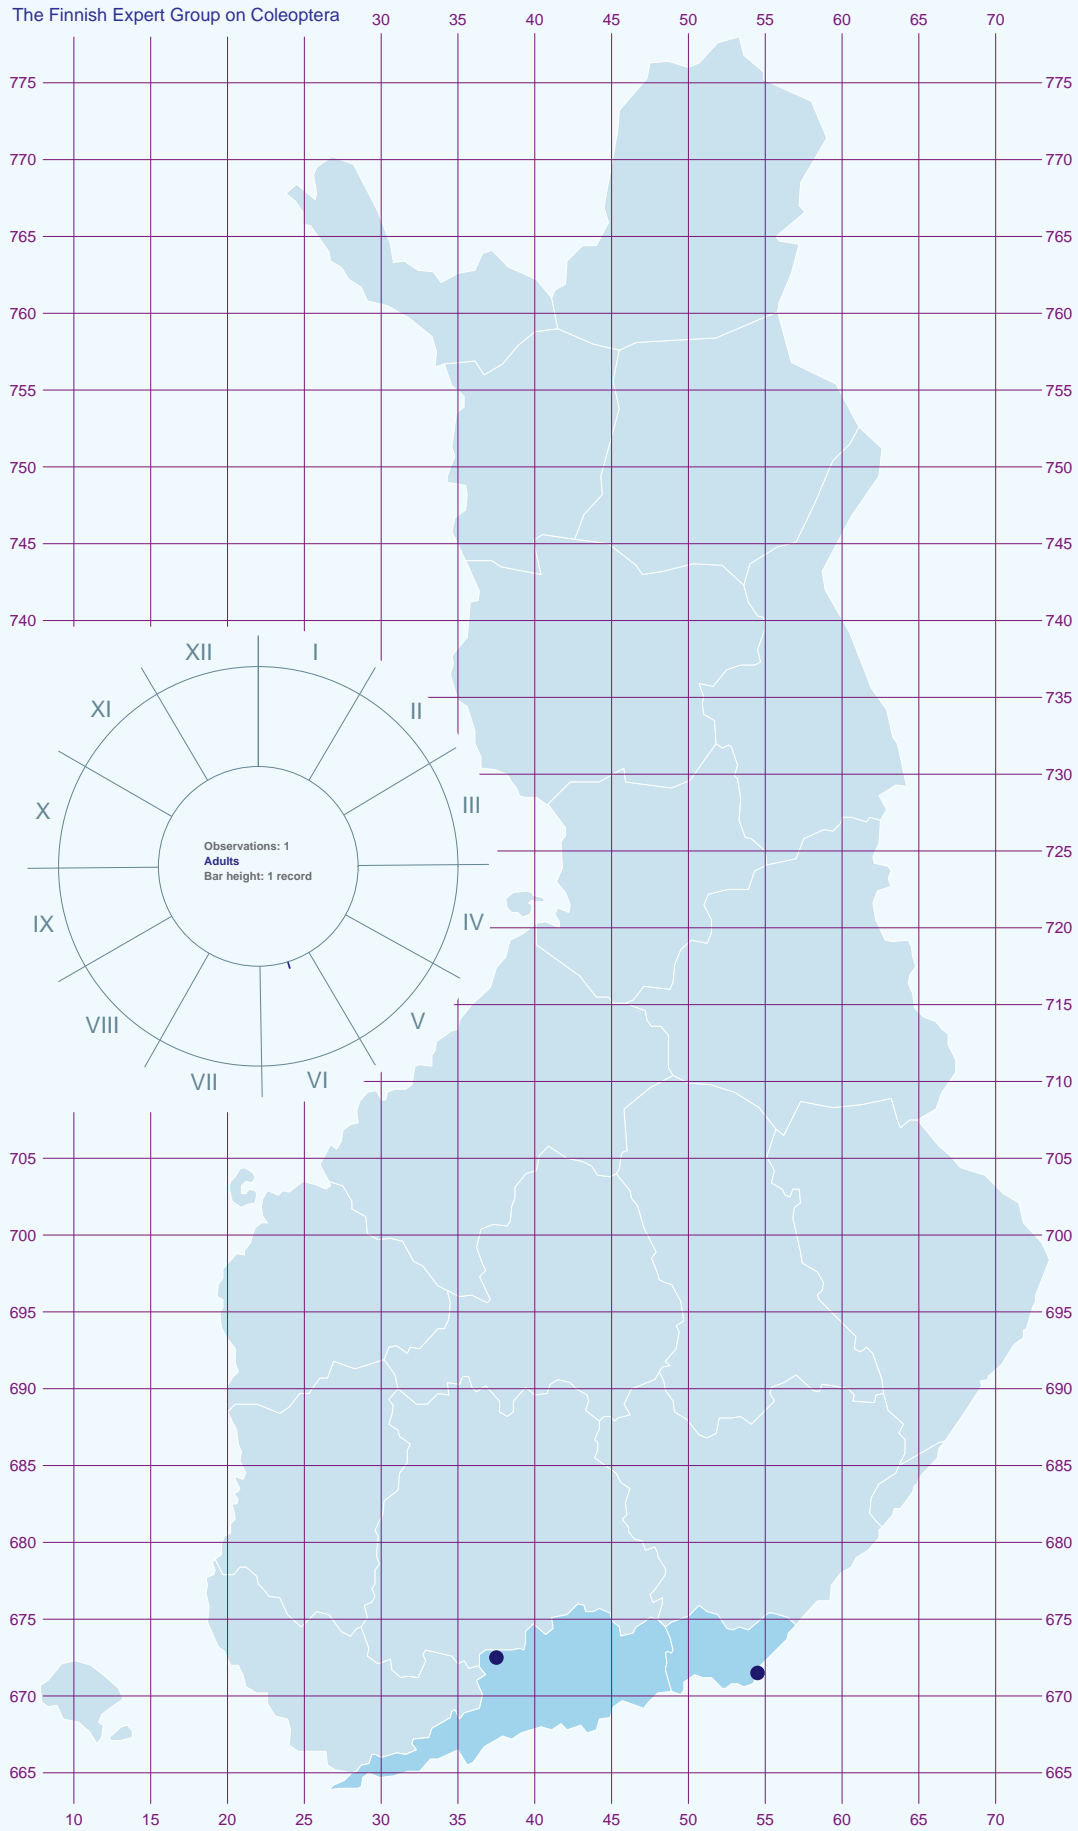 The Finnish Expert Group on Coleoptera
30 40 50 60 70
35 45 55 65
775 775
770 770
765 765
760 760
755 755
750 750
745 745
740 740
XII I
XI II
735
730
X III
Observations: 1
Adults
Bar height: 1 record
725
IX IV
720
VIII V
715
VII VI
710
705 705
700 700
695 695
690 690
685 685
680 680
675 675
670 670
665 665
10 15 20 25 30 35 40 45 50 55 60 65 70